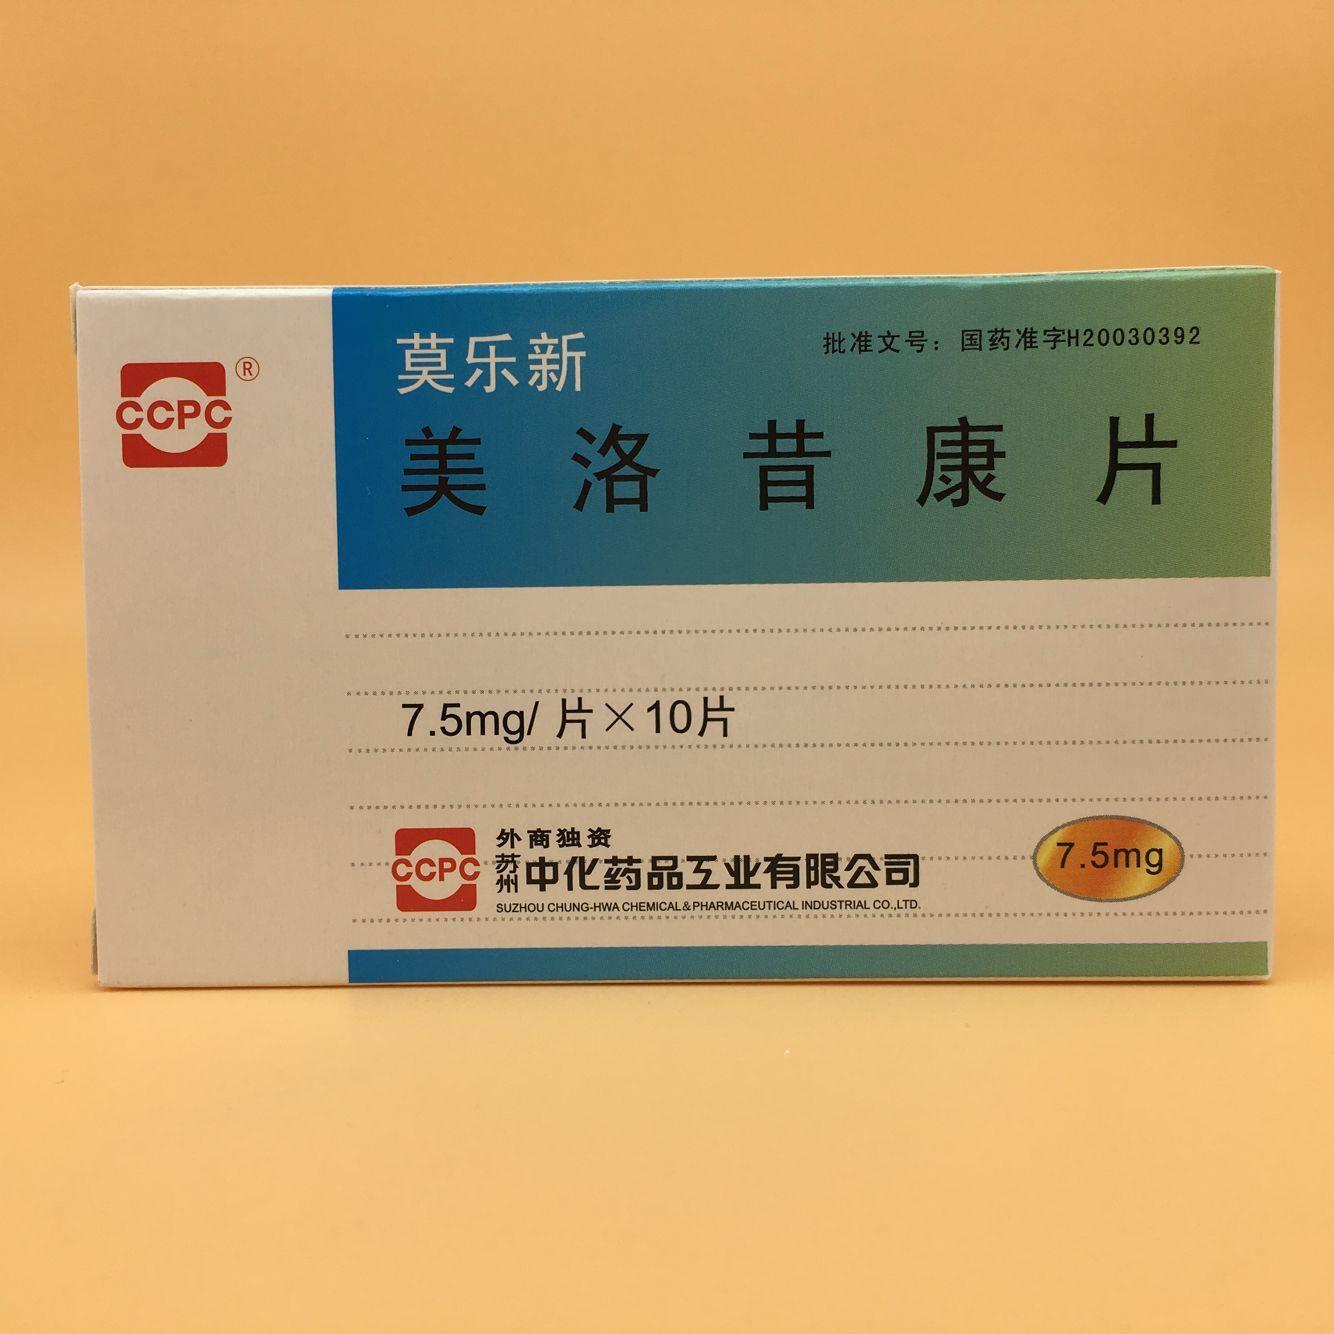 CCPC®
莫乐新
批准文号：国药准字H20030392
美洛昔康片
7.5mg/ 片×10片
CCPC
外商独资
苏州中化药品工业有限公司
SUZHOU CHUNG-HWA CHEMICAL&PHARMACEUTICAL INDUSTRIAL CO.,LTD.
7.5mg